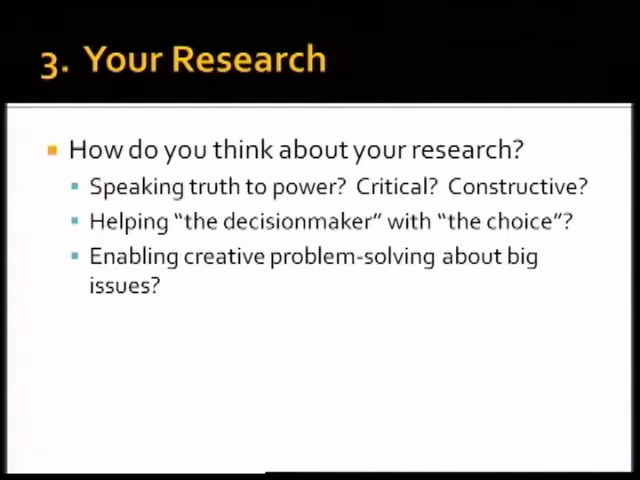 3. Your Research
How do you think about your research?
Speaking truth to power? Critical? Constructive?
Helping “the decisionmaker” with “the choice”?
Enabling creative problem-solving about big
issues?